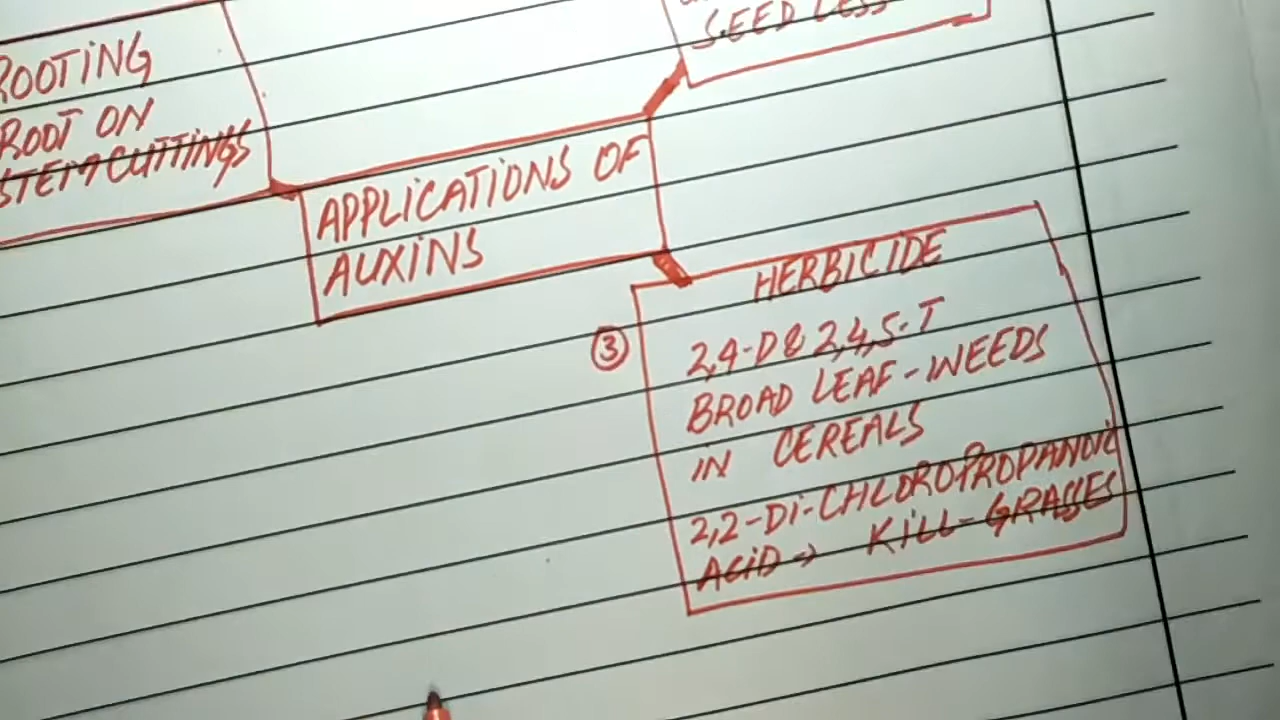 ROOTING
ROOT ON
STEM CUTTINGS
SEED LESS
APPLICATIONS OF
AUXINS
3
HERBICIDE
2,4-D & 2,4,5-T
BROAD LEAF-WEEDS
IN CEREALS
2,2-Di-CHLOROPROPANOIC
ACID → KILL-GRASSES